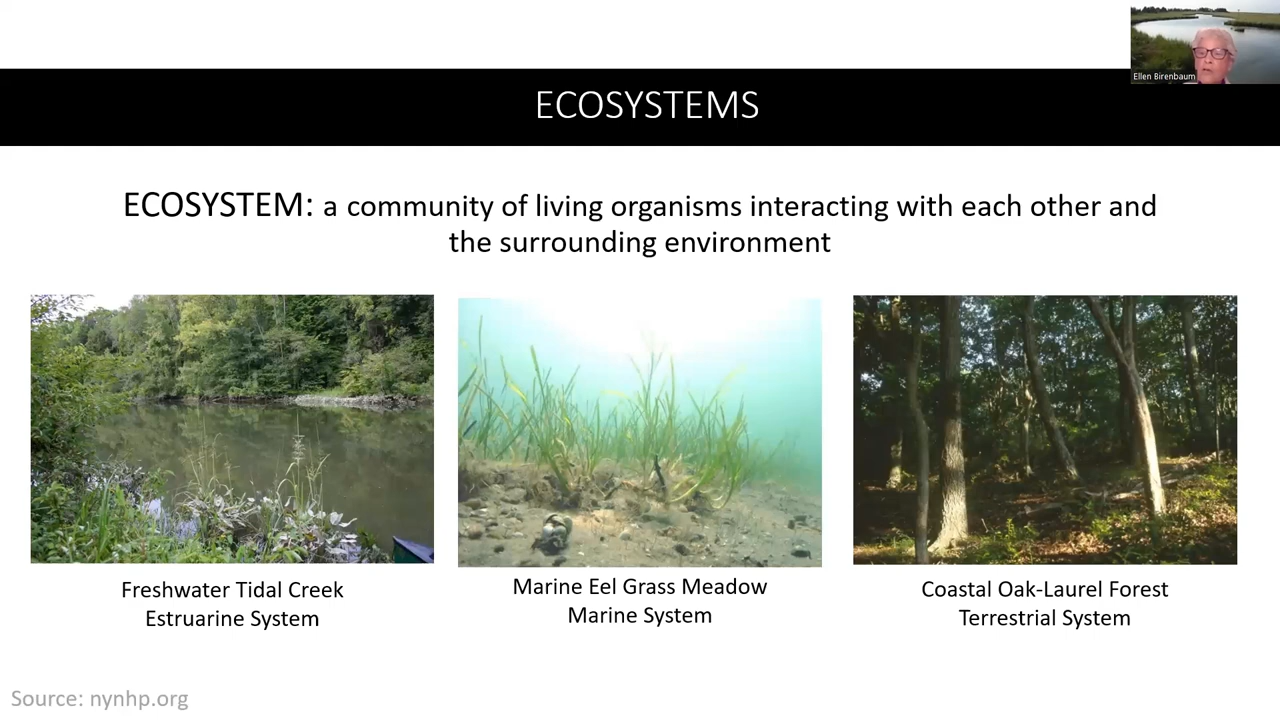 Ellen Birenbaum
ECOSYSTEMS
ECOSYSTEM: a community of living organisms interacting with each other and
the surrounding environment
Freshwater Tidal Creek
Estruarine System
Marine Eel Grass Meadow
Marine System
Coastal Oak-Laurel Forest
Terrestrial System
Source: nynhp.org